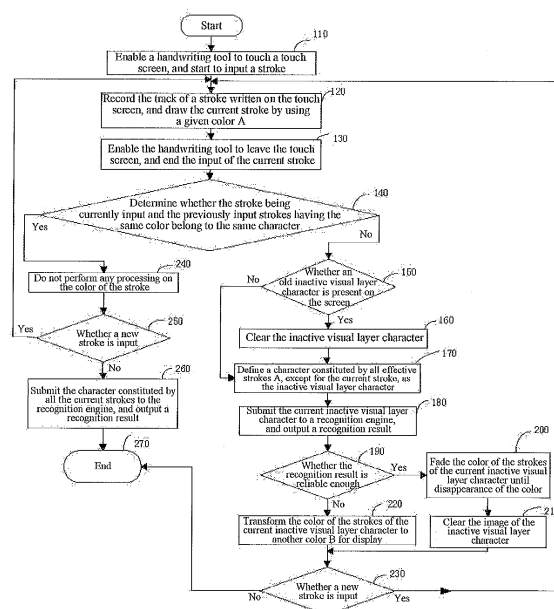 Start
110
Enable a handwriting tool to touch a touch
screen, and start to input a stroke
120
Record the track of a stroke written on the touch
screen, and draw the current stroke by using
a given color A
130
Enable the handwriting tool to leave the touch
screen, and end the input of the current stroke
140
Determine whether the stroke being
currently input and the previously input strokes having the
same color belong to the same character
Yes
No
240
Do not perform any processing on
the color of the stroke
150
Whether an
old inactive visual layer
character is present on
the screen
No
Yes
250
Whether a new
stroke is input
Yes
No
160
Clear the inactive visual layer character
170
Define a character constituted by all effective
strokes A, except for the current stroke, as
the inactive visual layer character
260
Submit the character constituted by
all the current strokes to the
recognition engine, and output a
recognition result
180
Submit the current inactive visual layer
character to a recognition engine,
and output a recognition result
270
End
190
Whether the
recognition result is
reliable enough
Yes
No
200
Fade the color of the strokes
of the current inactive visual
layer character until
disappearance of the color
220
Transform the color of the strokes of the
current inactive visual layer character to
another color B for display
21
Clear the image of the
inactive visual layer
character
230
Whether a new
stroke is input
No
Yes